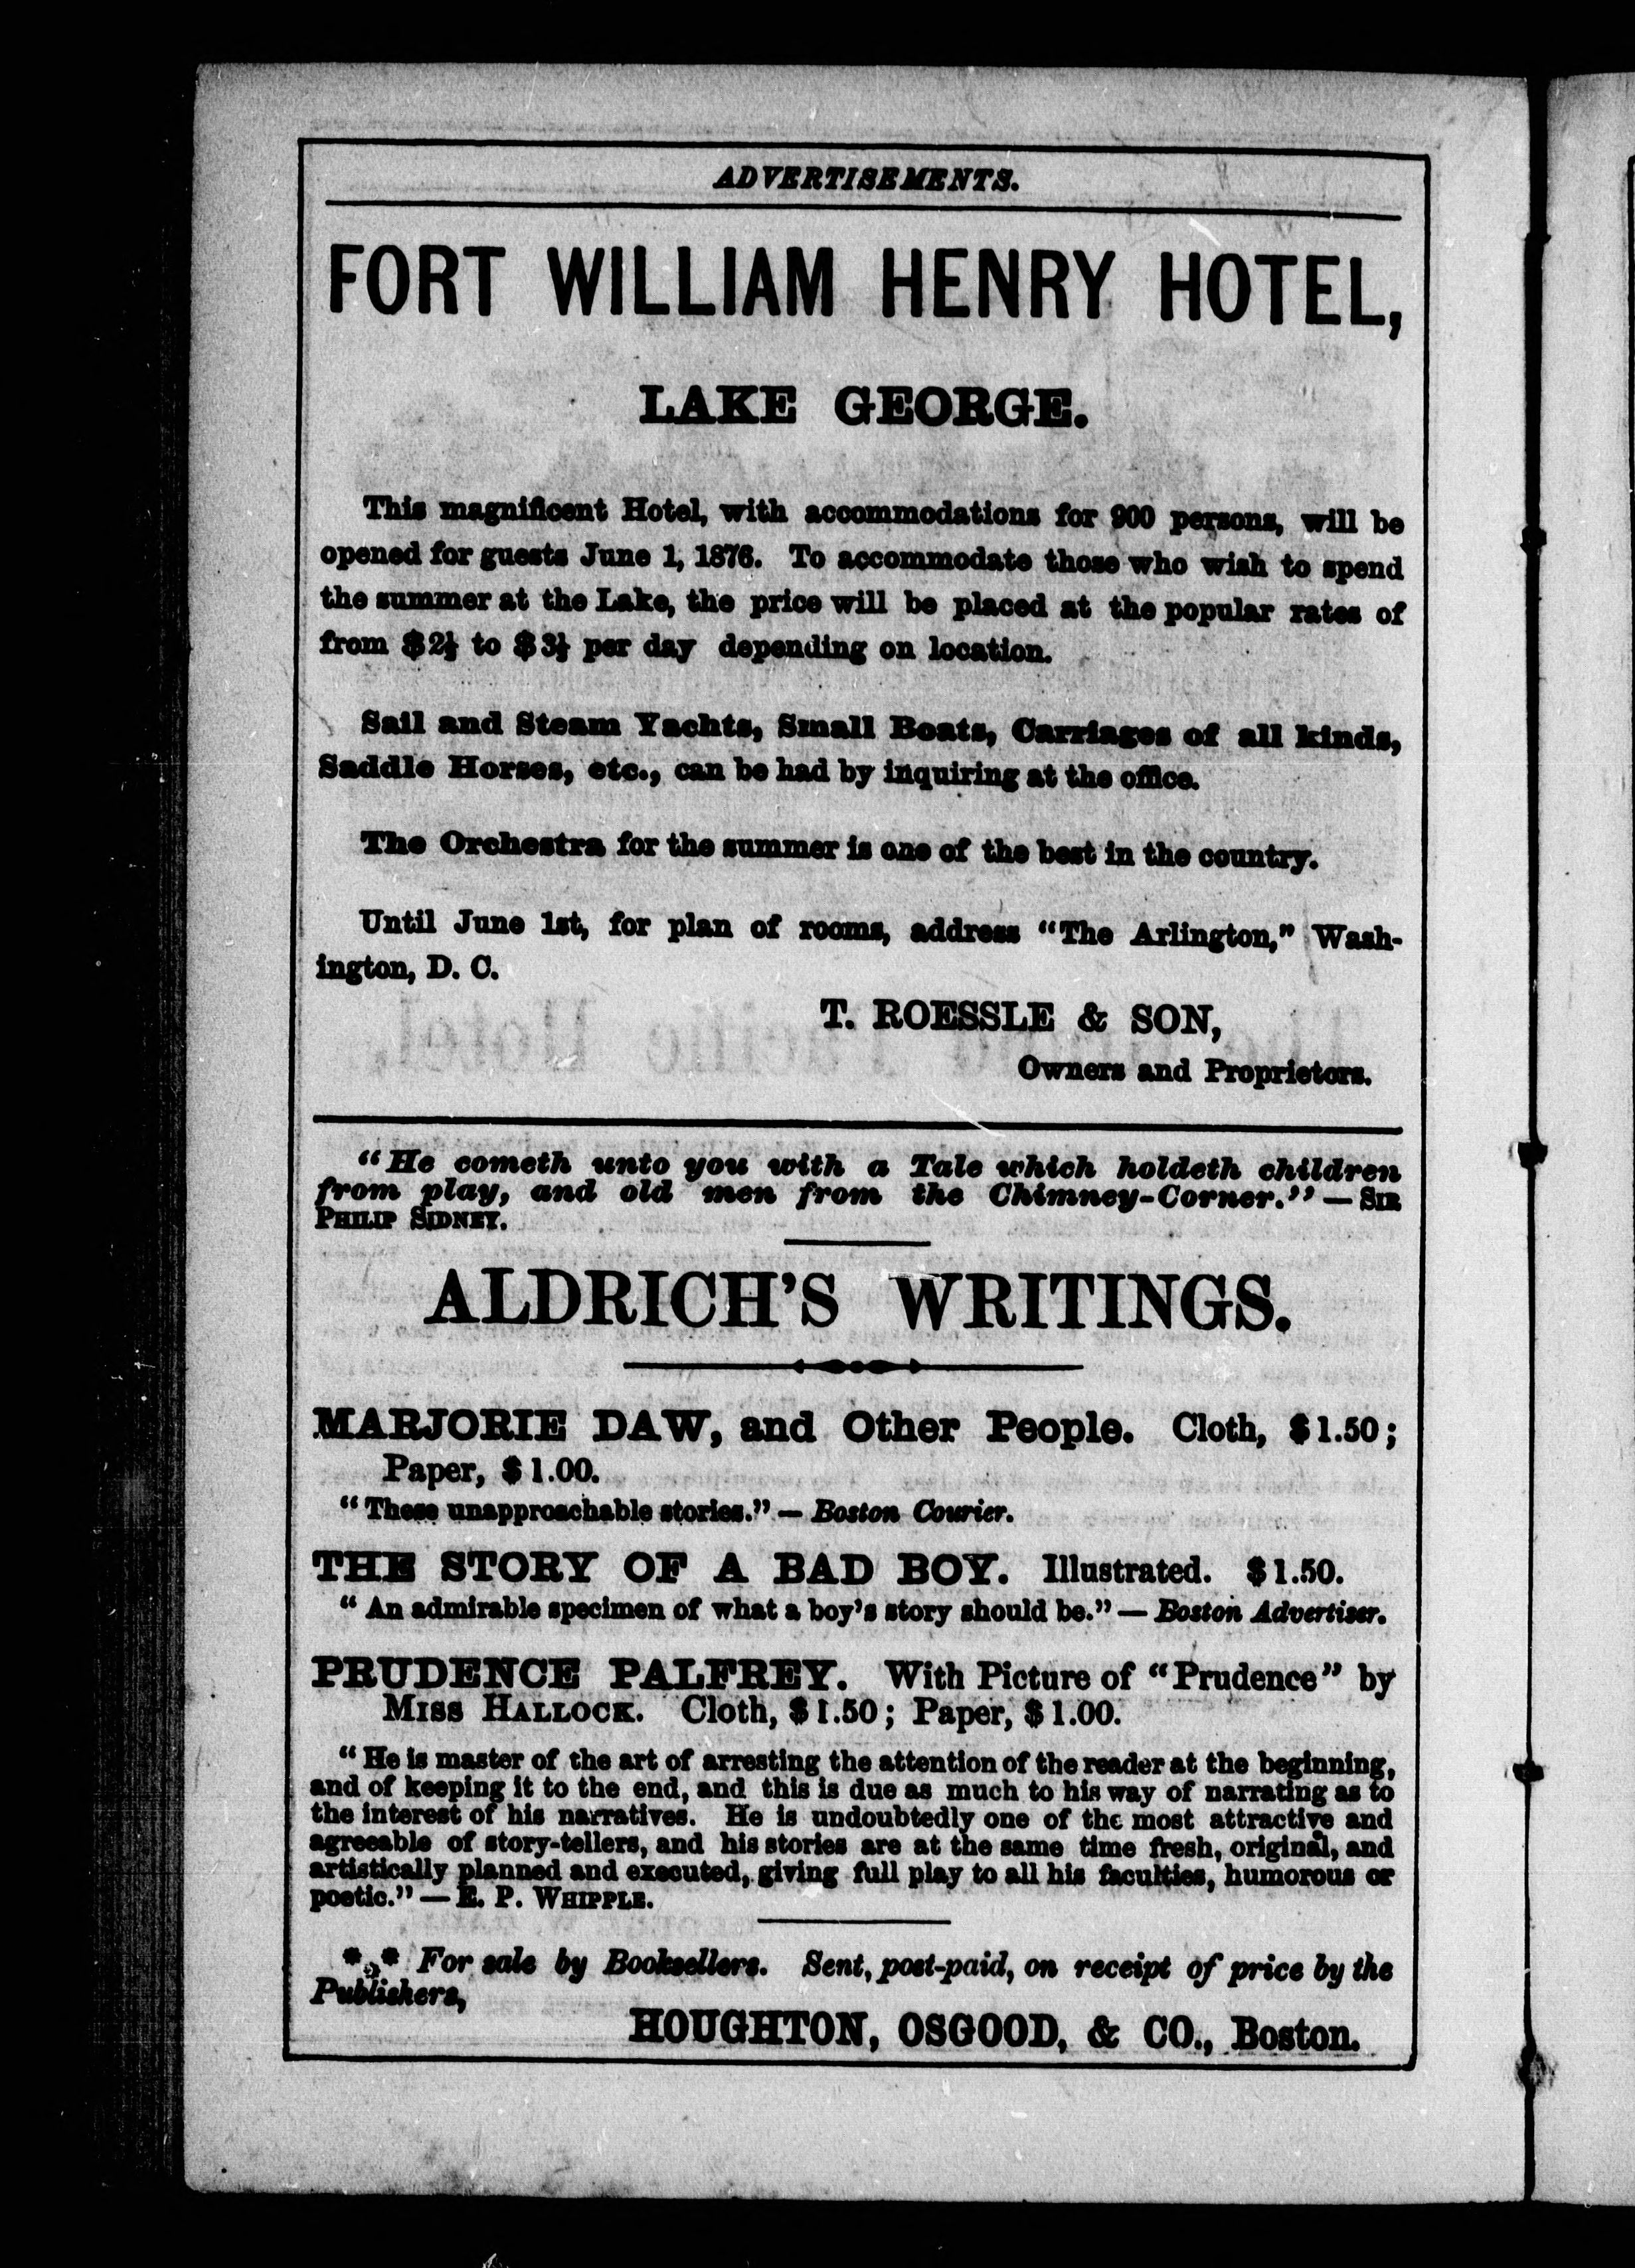 ADVERTISEMENTS.
FORT WILLIAM HENRY HOTEL,
LAKE GEORGE.
This magnificent Hotel, with accommodations for 900 persons, will be
opened for guests June 1, 1876. To accommodate those who wish to spend
the summer at the Lake, the price will be placed at the popular rates of
from $2½ to $3½ per day depending on location.
Sail and Steam Yachts, Small Boats, Carriages of all kinds,
Saddle Horses, etc., can be had by inquiring at the office.
The Orchestra for the summer is one of the best in the country.
Until June 1st, for plan of rooms, address "The Arlington," Wash-
ington, D. C.
T. ROESSLE & SON,
Owners and Proprietors.
"He cometh unto you with a Tale which holdeth children
from play, and old men from the Chimney-Corner." — SIR
PHILIP SIDNEY.
ALDRICH'S WRITINGS.
MARJORIE DAW, and Other People. Cloth, $1.50;
Paper, $1.00.
"These unapproachable stories." — Boston Courier.
THE STORY OF A BAD BOY. Illustrated. $1.50.
"An admirable specimen of what a boy's story should be." — Boston Advertiser.
PRUDENCE PALFREY. With Picture of "Prudence" by
MISS HALLOCK. Cloth, $1.50; Paper, $1.00.
"He is master of the art of arresting the attention of the reader at the beginning,
and of keeping it to the end, and this is due as much to his way of narrating as to
the interest of his narratives. He is undoubtedly one of the most attractive and
agreeable of story-tellers, and his stories are at the same time fresh, original, and
artistically planned and executed, giving full play to all his faculties, humorous or
poetic." — E. P. WHIPPLE.
*** For sale by Booksellers. Sent, post-paid, on receipt of price by the
Publishers,
HOUGHTON, OSGOOD, & CO., Boston.